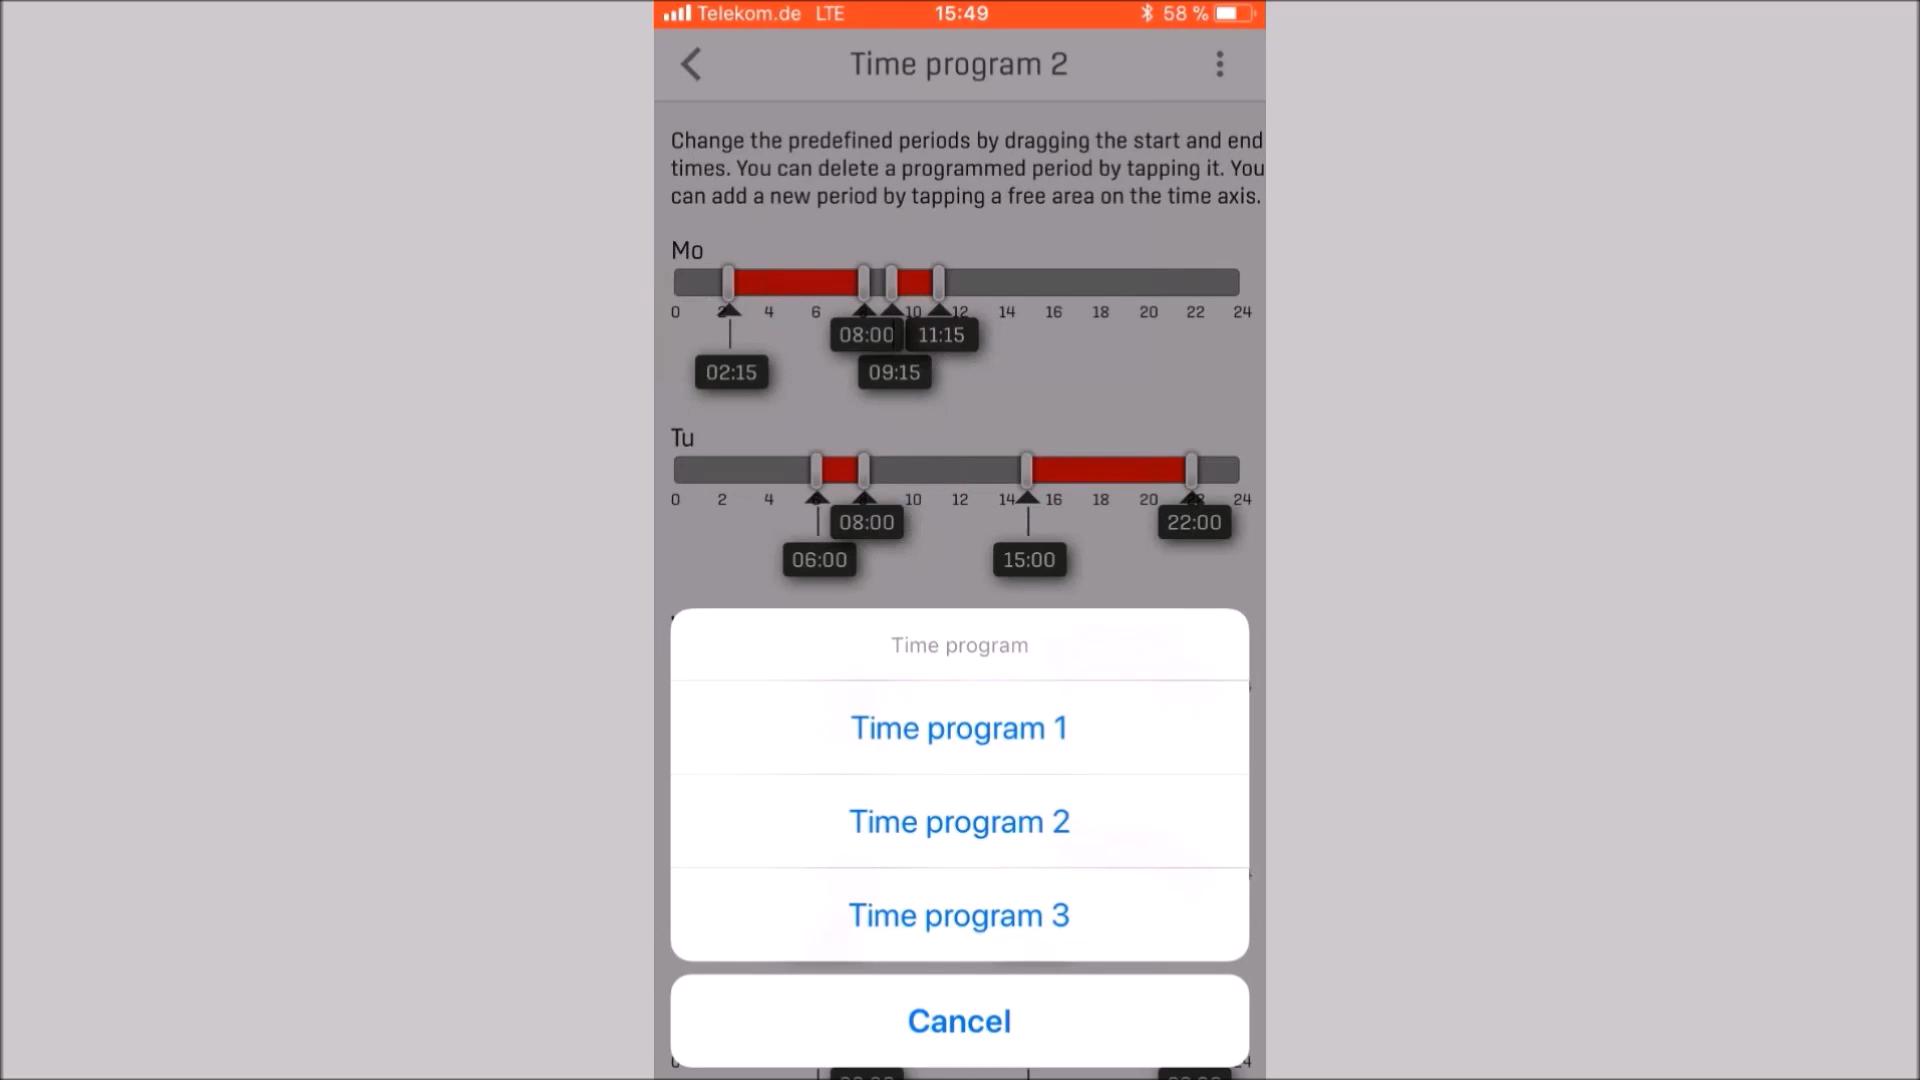 Telekom.de LTE 15:49 58 %
Time program 2
Change the predefined periods by dragging the start and end
times. You can delete a programmed period by tapping it. You
can add a new period by tapping a free area on the time axis.
Mo
0 2 4 6 10 12 14 16 18 20 22 24
08:00 11:15
02:15 09:15
Tu
0 2 4 6 8 10 12 14 16 18 20 22 24
08:00 22:00
06:00 15:00
Time program
Time program 1
Time program 2
Time program 3
Cancel